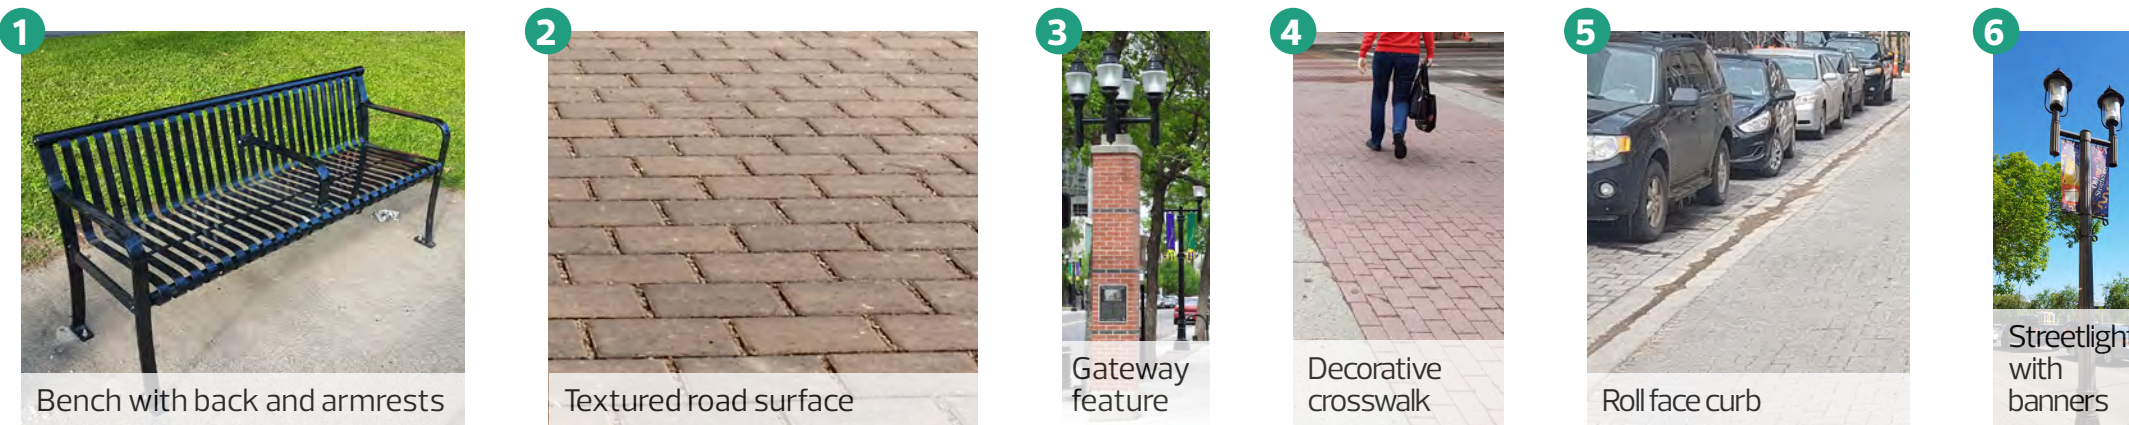 1
2
3
4
5
6
Bench with back and armrests
Textured road surface
Gateway
feature
Decorative
crosswalk
Roll face curb
Streetlight
with
banners